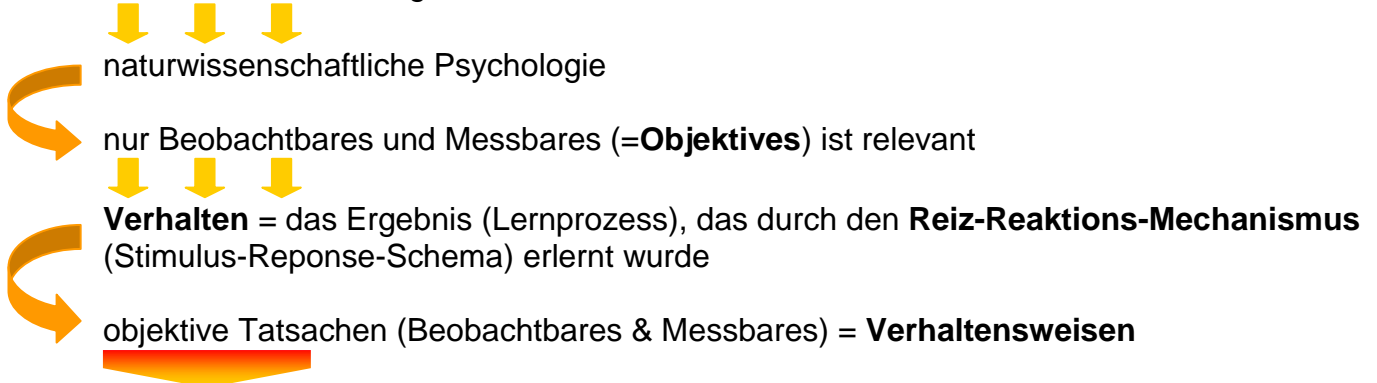 naturwissenschaftliche Psychologie
nur Beobachtbares und Messbares (=Objektives) ist relevant
Verhalten = das Ergebnis (Lernprozess), das durch den Reiz-Reaktions-Mechanismus
(Stimulus-Reponse-Schema) erlernt wurde
objektive Tatsachen (Beobachtbares & Messbares) = Verhaltensweisen